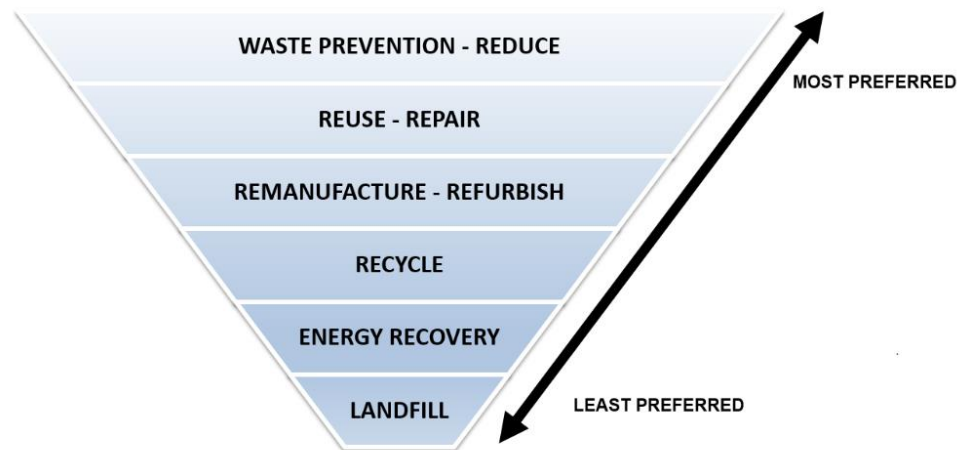 WASTE PREVENTION - REDUCE
MOST PREFERRED
REUSE - REPAIR
REMANUFACTURE - REFURBISH
RECYCLE
ENERGY RECOVERY
LANDFILL
LEAST PREFERRED